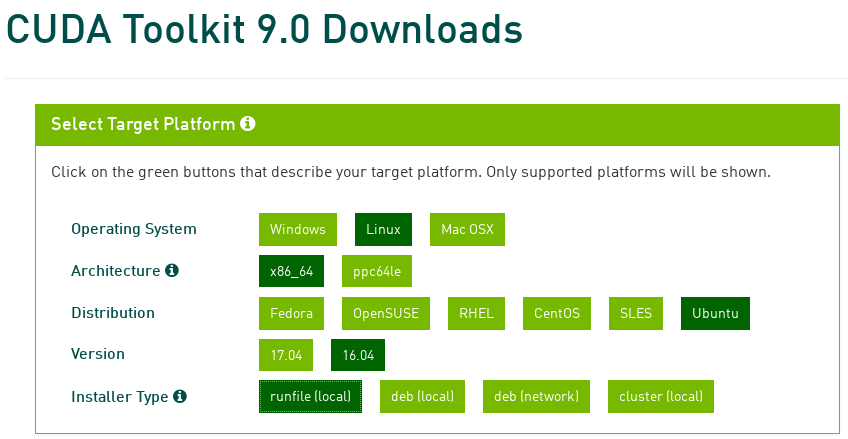 CUDA Toolkit 9.0 Downloads
Select Target Platform
Click on the green buttons that describe your target platform. Only supported platforms will be shown.
Operating System Windows Linux Mac OSX
Architecture x86_64 ppc64le
Distribution Fedora OpenSUSE RHEL CentOS SLES Ubuntu
Version 17.04 16.04
Installer Type runfile (local) deb (local) deb (network) cluster (local)